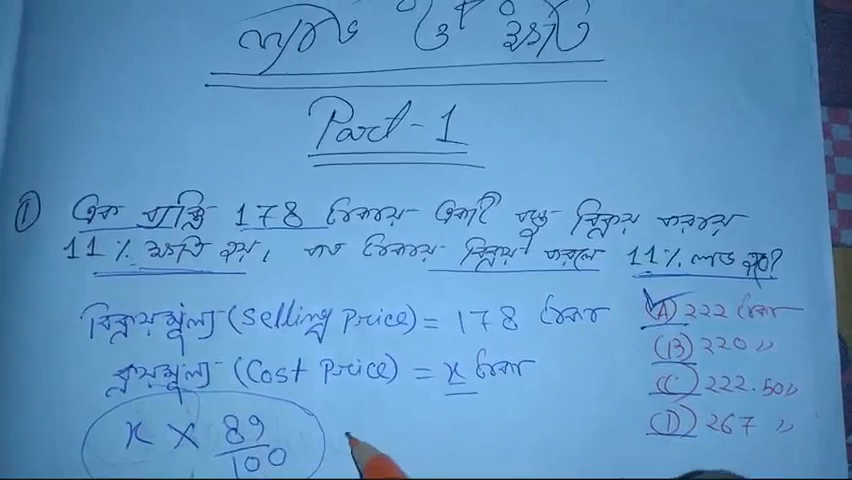 লাভ ও ক্ষতি
Part-1
① এক ব্যক্তি 178 টাকায় একটি বস্তু বিক্রয় করায়
11% ক্ষতি হয়, কত টাকায় বিক্রয় করলে 11% লাভ হত?
বিক্রয়মূল্য (Selling Price) = 178 টাকা
ক্রয়মূল্য (Cost Price) = x টাকা
x × 89/100
(A) 222 টাকা
(B) 220 "
(C) 222.50 "
(D) 267 "